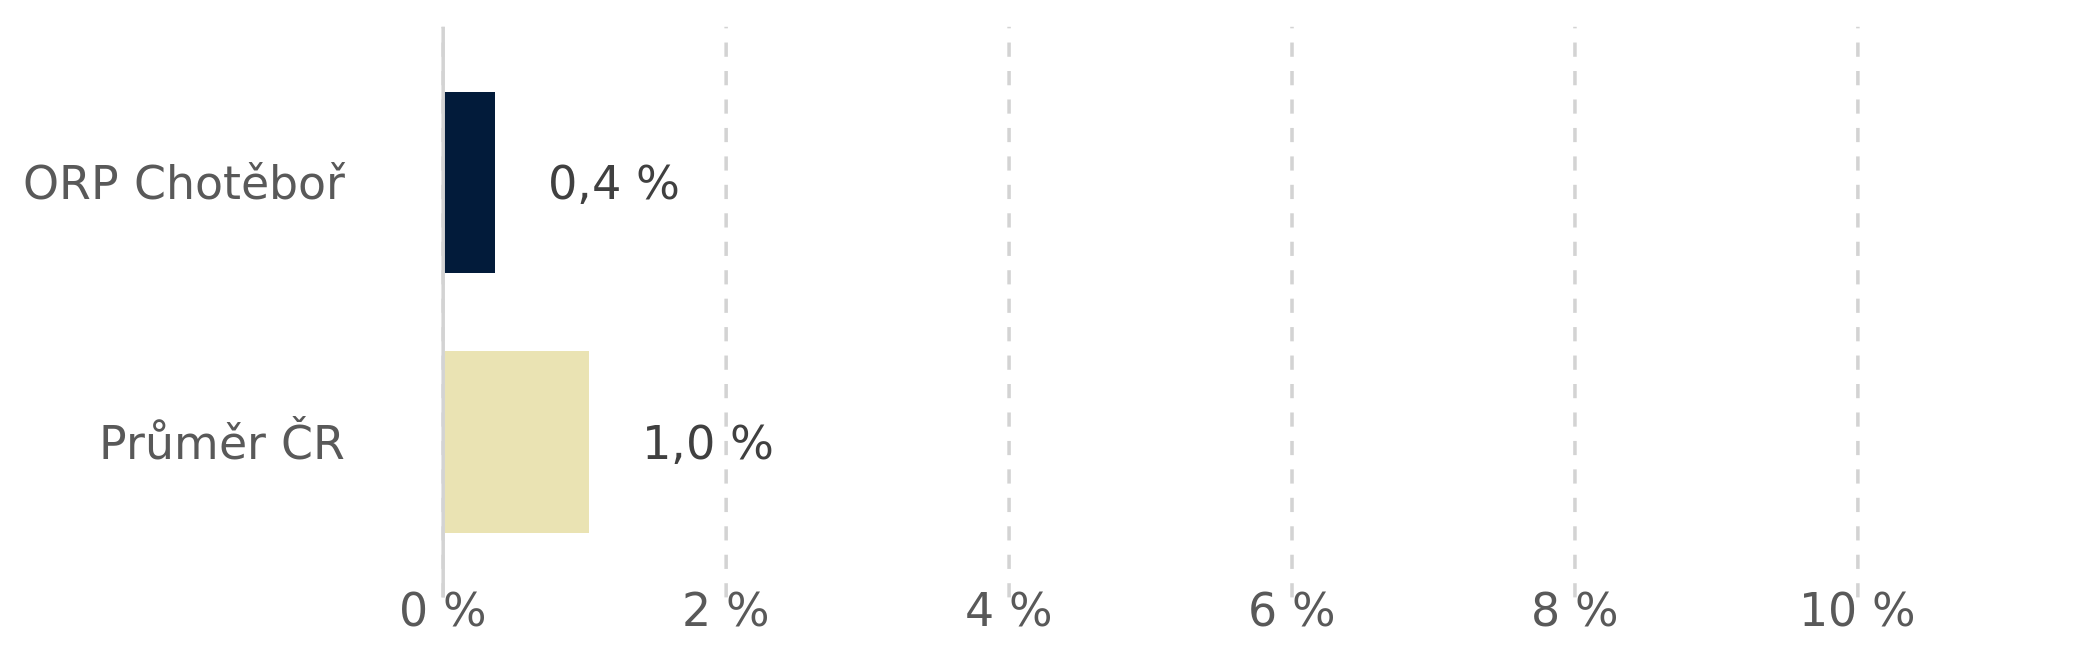 ORP Chotěboř 0,4 %
Průměr ČR 1,0 %
0 % 2 % 4 % 6 % 8 % 10 %